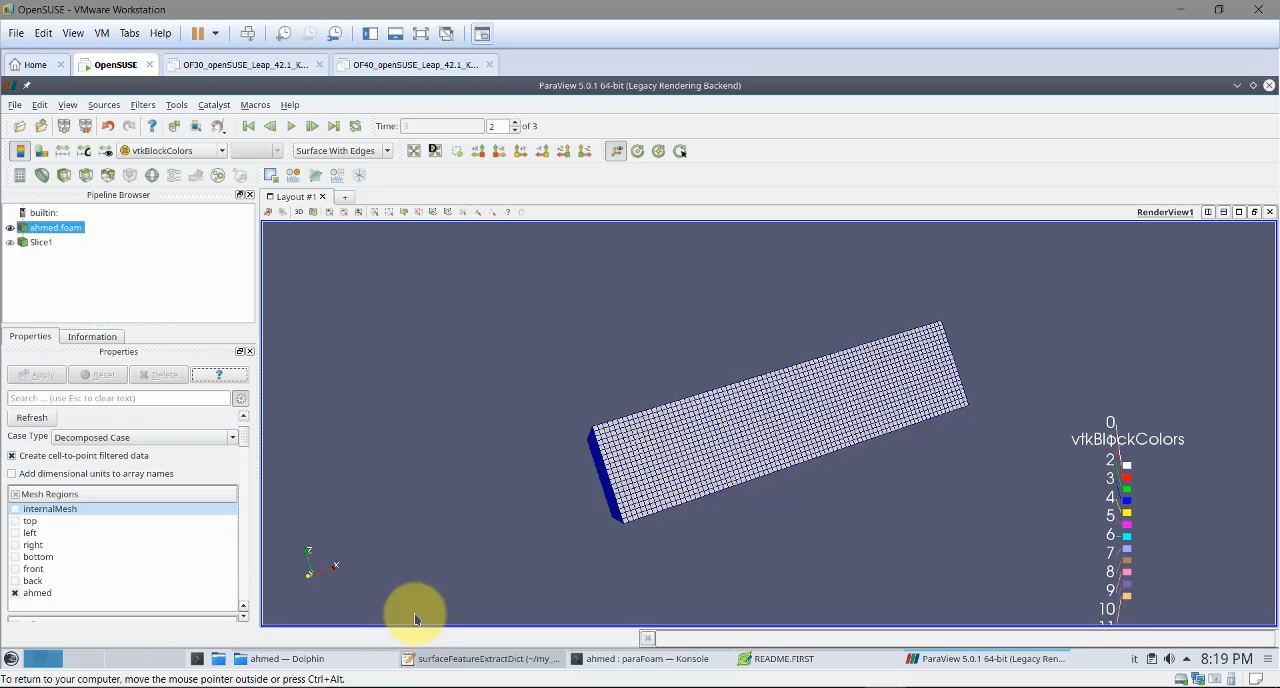 OpenSUSE - VMware Workstation
File Edit View VM Tabs Help
Home OpenSUSE OF30_openSUSE_Leap_42.1_K... OF40_openSUSE_Leap_42.1_K...
ParaView 5.0.1 64-bit (Legacy Rendering Backend)
File Edit View Sources Filters Tools Catalyst Macros Help
Time: 3 2 of 3
vtkBlockColors Surface With Edges
Pipeline Browser
Layout #1
3D
RenderView1
builtin:
ahmed.foam
Slice1
Properties Information
Properties
Apply Reset Delete ?
Search ... (use Esc to clear text)
Refresh
Case Type Decomposed Case
Create cell-to-point filtered data
Add dimensional units to array names
Mesh Regions
internalMesh
top
left
right
bottom
front
back
ahmed
Z
X
0
vtkBlockColors
2
3
4
5
6
7
8
9
10
ahmed — Dolphin surfaceFeatureExtractDict (~/my_... ahmed : paraFoam — Konsole README.FIRST ParaView 5.0.1 64-bit (Legacy Ren... it 8:19 PM
To return to your computer, move the mouse pointer outside or press Ctrl+Alt.